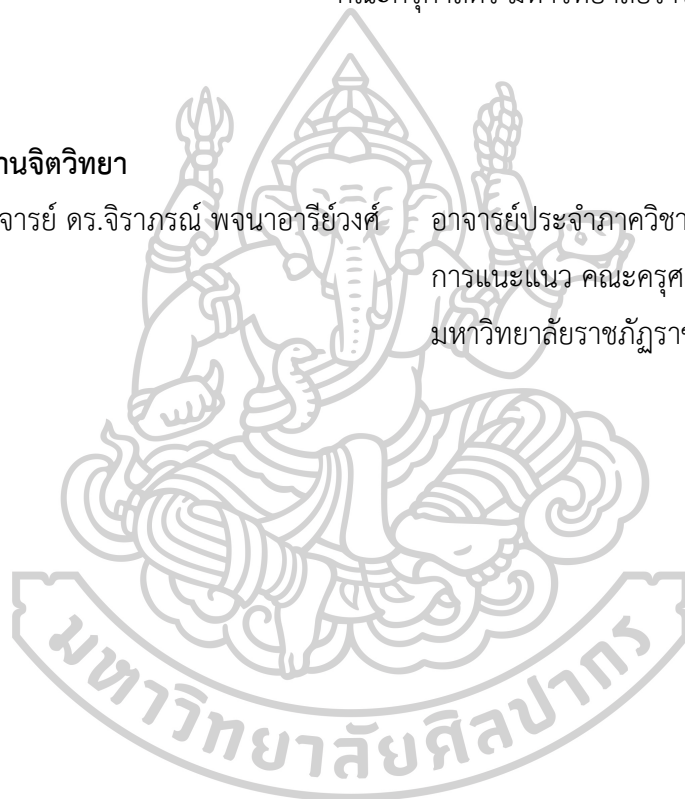 านจิตวิทยา
จารย์ ดร.จิราภรณ์ พจนาอารีย์วงศ์ อาจารย์ประจำภาควิชา
การแนะแนว คณะครุศ
มหาวิทยาลัยราชภัฏราช
มหาวิทยาลัยศิลปากร